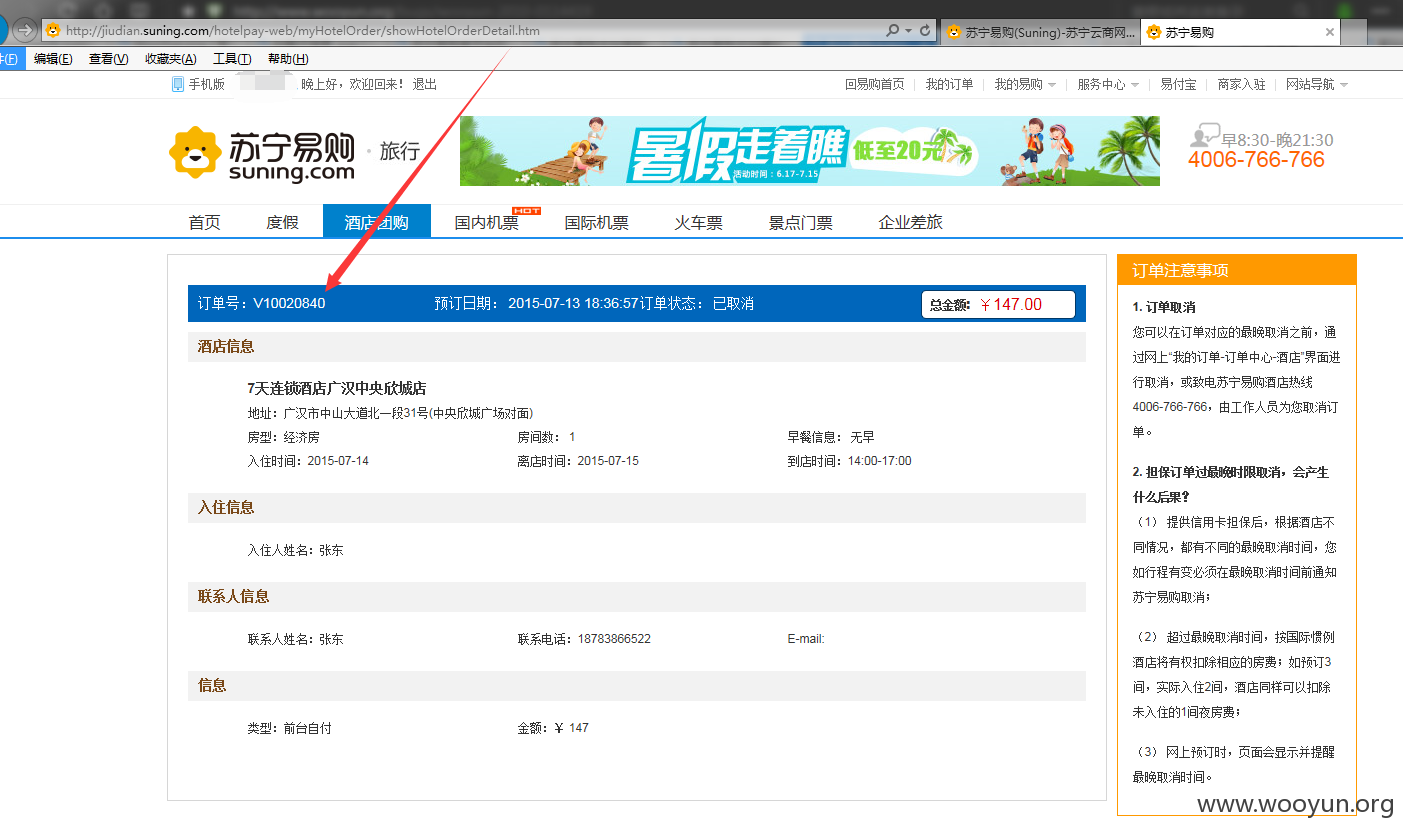 http://jiudian.suning.com/hotelpay-web/myHotelOrder/showHotelOrderDetail.htm
苏宁易购(Suning)-苏宁云商网...
苏宁易购
件(F) 编辑(E) 查看(V) 收藏夹(A) 工具(T) 帮助(H)
手机版 晚上好，欢迎回来！ 退出 回易购首页 我的订单 我的易购 服务中心 易付宝 商家入驻 网站导航
苏宁易购
suning.com
· 旅行
暑假走着瞧
活动时间：6.17-7.15
低至20元
早8:30-晚21:30
4006-766-766
首页 度假 酒店团购 国内机票 HOT 国际机票 火车票 景点门票 企业差旅
订单号：V10020840 预订日期： 2015-07-13 18:36:57订单状态： 已取消 总金额: ￥147.00
酒店信息
7天连锁酒店广汉中央欣城店
地址：广汉市中山大道北一段31号(中央欣城广场对面)
房型：经济房 房间数： 1 早餐信息： 无早
入住时间：2015-07-14 离店时间：2015-07-15 到店时间：14:00-17:00
入住信息
入住人姓名：张东
联系人信息
联系人姓名：张东 联系电话：18783866522 E-mail:
信息
类型：前台自付 金额：￥ 147
订单注意事项
1. 订单取消
您可以在订单对应的最晚取消之前，通
过网上“我的订单-订单中心-酒店”界面进
行取消，或致电苏宁易购酒店热线
4006-766-766，由工作人员为您取消订
单。
2. 担保订单过最晚时限取消，会产生
什么后果?
（1） 提供信用卡担保后，根据酒店不
同情况，都有不同的最晚取消时间，您
如行程有变必须在最晚取消时间前通知
苏宁易购取消；
（2） 超过最晚取消时间，按国际惯例
酒店将有权扣除相应的房费；如预订3
间，实际入住2间，酒店同样可以扣除
未入住的1间夜房费；
（3） 网上预订时，页面会显示并提醒
最晚取消时间。
www.wooyun.org